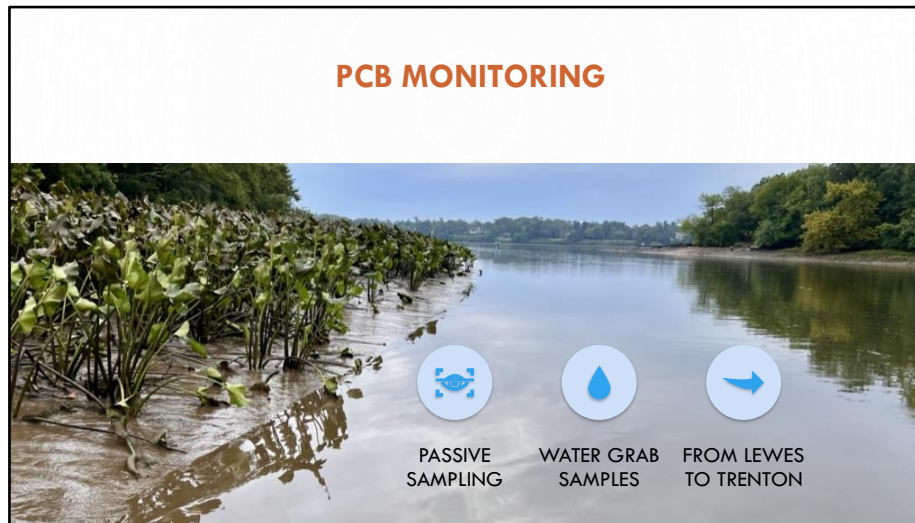 PCB MONITORING
PASSIVE
SAMPLING
WATER GRAB
SAMPLES
FROM LEWES
TO TRENTON